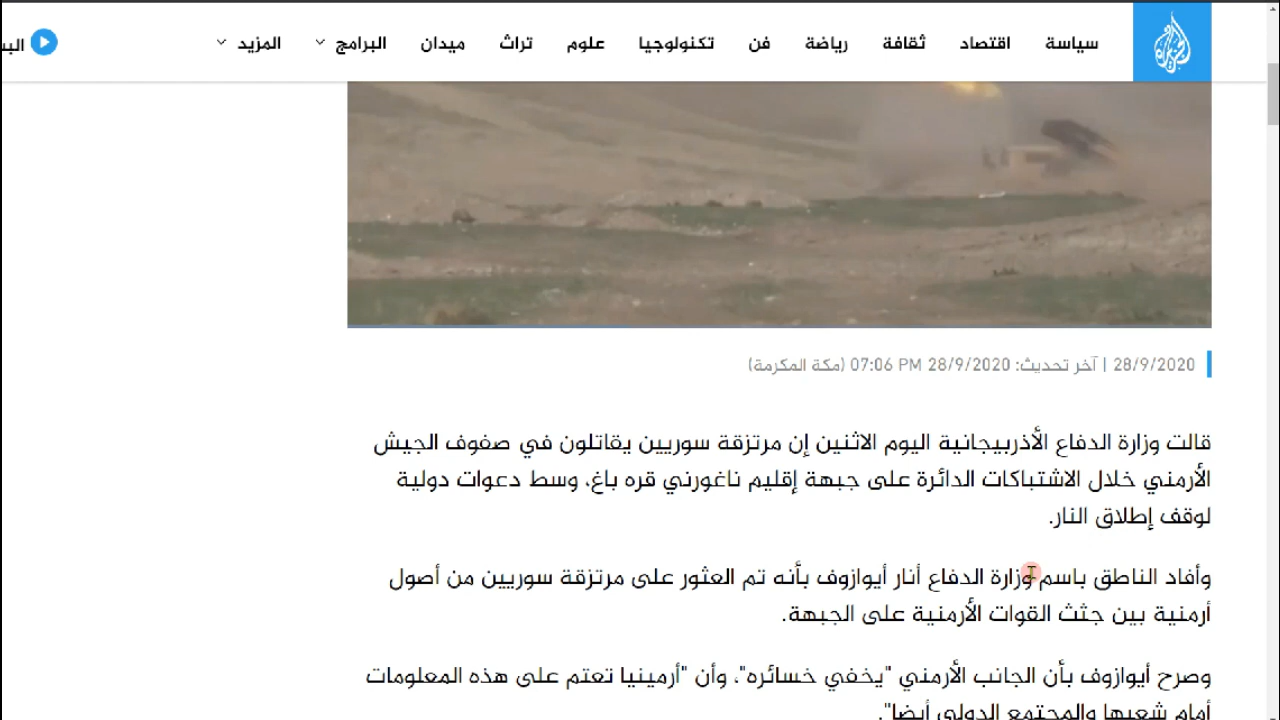 سياسة اقتصاد ثقافة رياضة فن تكنولوجيا علوم تراث ميدان البرامج المزيد
28/9/2020 | آخر تحديث: 28/9/2020 07:06 PM (مكة المكرمة)
قالت وزارة الدفاع الأذربيجانية اليوم الاثنين إن مرتزقة سوريين يقاتلون في صفوف الجيش
الأرمني خلال الاشتباكات الدائرة على جبهة إقليم ناغورني قره باغ، وسط دعوات دولية
لوقف إطلاق النار.
وأفاد الناطق باسم وزارة الدفاع أنار أيوازوف بأنه تم العثور على مرتزقة سوريين من أصول
أرمنية بين جثث القوات الأرمنية على الجبهة.
وصرح أيوازوف بأن الجانب الأرمني "يخفي خسائره"، وأن "أرمينيا تعتم على هذه المعلومات
أمام شعبها والمجتمع الدولي أيضا".